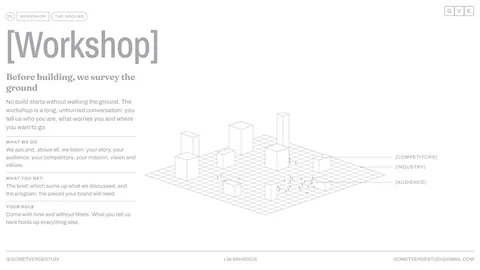 01 WORKSHOP THE GROUND
G V E
[Workshop]
Before building, we survey the
ground
No build starts without walking the ground. The
workshop is a long, unhurried conversation: you
tell us who you are, what worries you and where
you want to go.
WHAT WE DO
We ask and, above all, we listen: your story, your
audience, your competitors, your mission, vision and
values.
WHAT YOU GET
The brief, which sums up what we discussed, and
the program: the pieces your brand will need.
YOUR ROLE
Come with time and without filters. What you tell us
here holds up everything else.
[COMPETITORS]
[INDUSTRY]
[AUDIENCE]
@GOMETVERDESTUDI
GOMETVERDESTUDI@GMAIL.COM